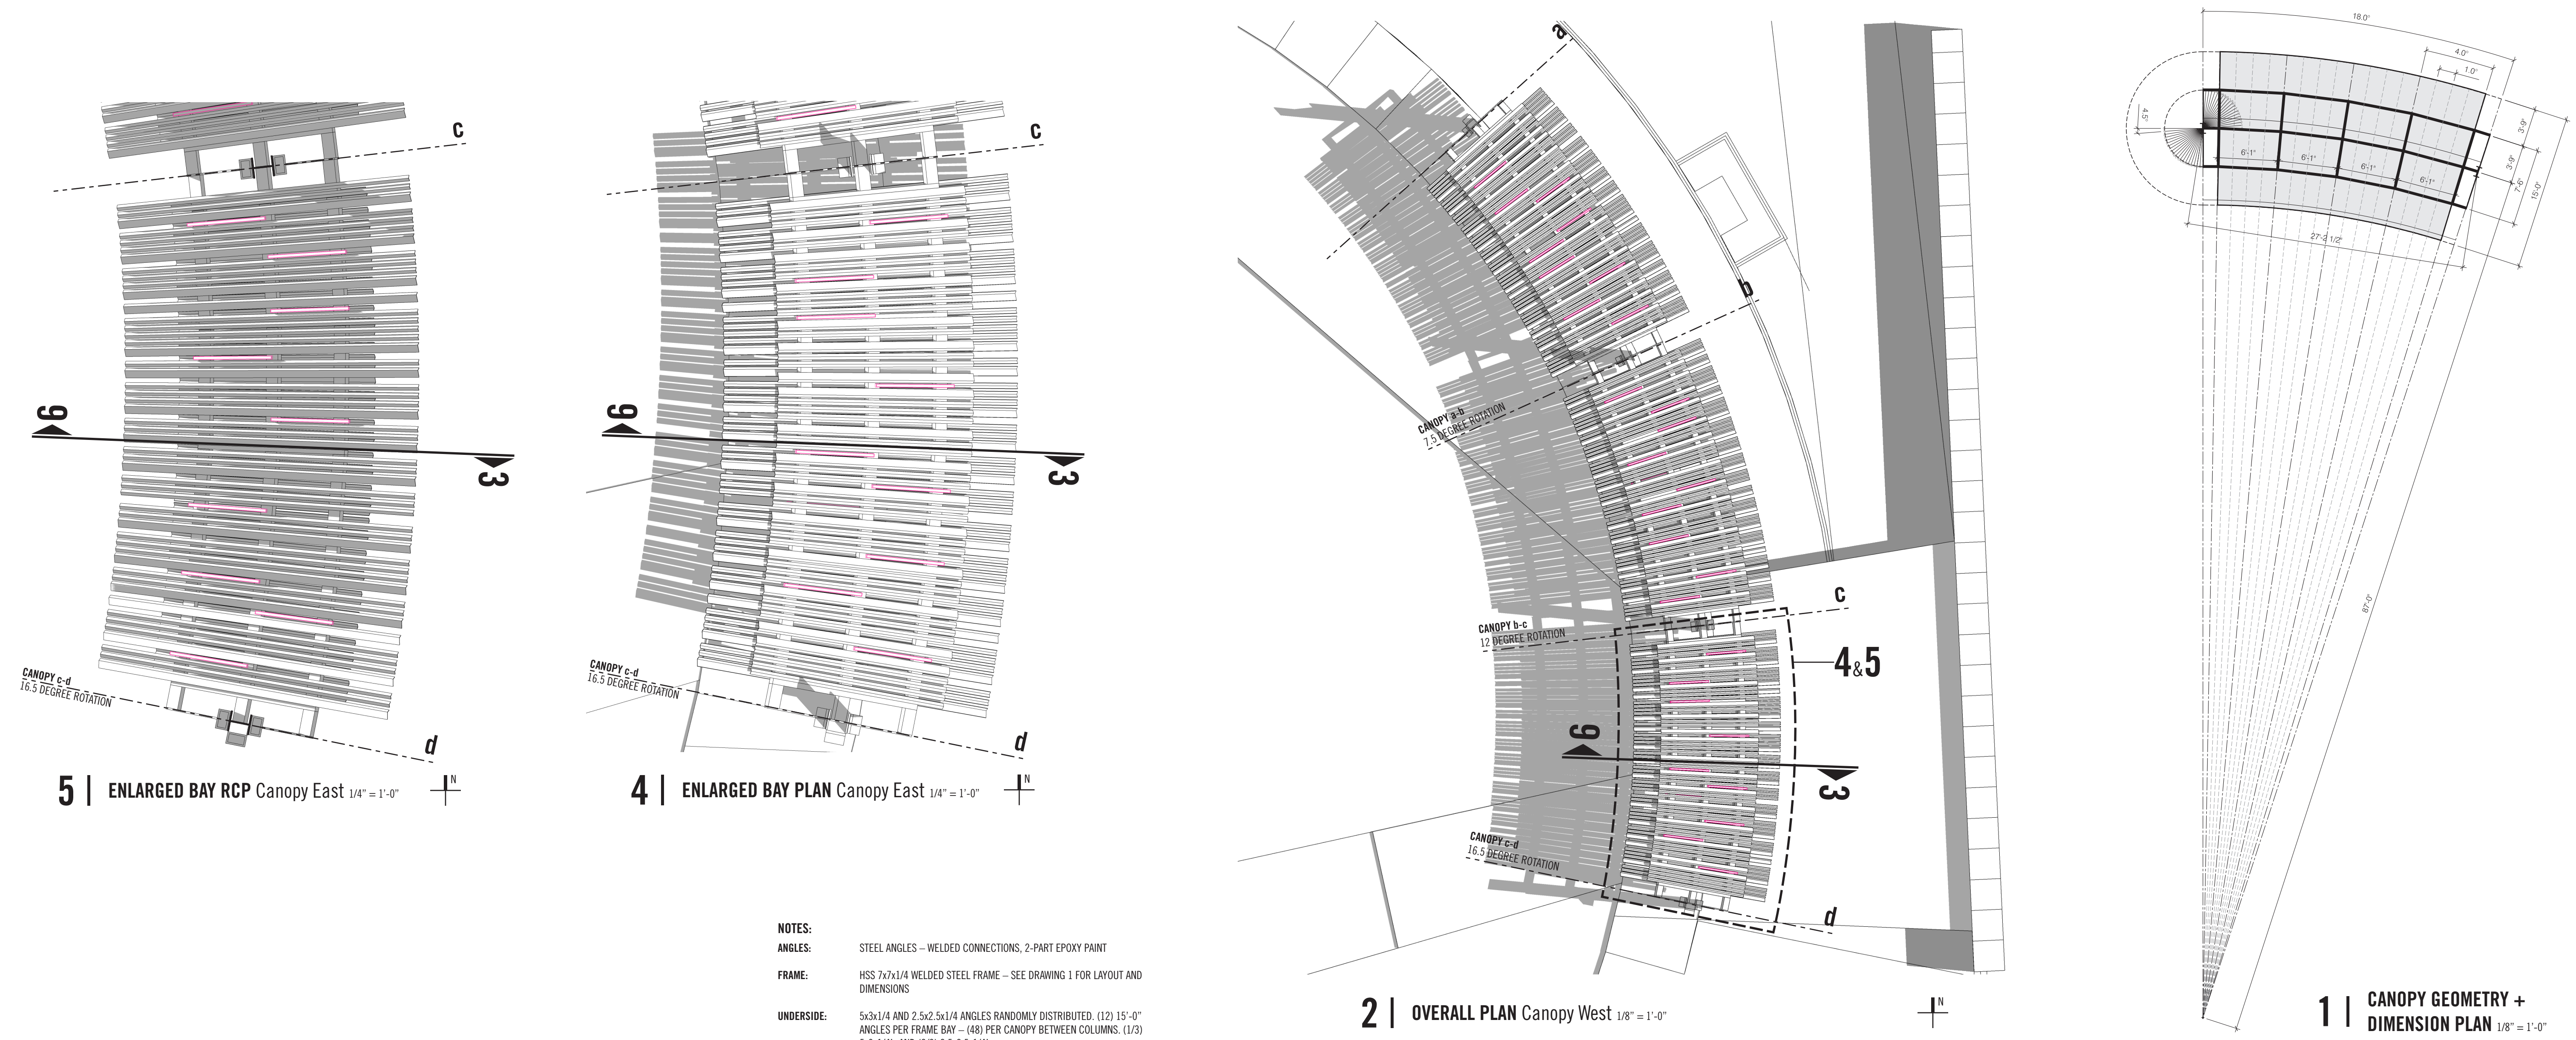 c
6
3
CANOPY c-d
16.5 DEGREE ROTATION
d
5 | ENLARGED BAY RCP Canopy East 1/4" = 1'-0"
N
c
6
3
CANOPY c-d
16.5 DEGREE ROTATION
d
4 | ENLARGED BAY PLAN Canopy East 1/4" = 1'-0"
N
NOTES:
ANGLES: STEEL ANGLES – WELDED CONNECTIONS, 2-PART EPOXY PAINT
FRAME: HSS 7x7x1/4 WELDED STEEL FRAME – SEE DRAWING 1 FOR LAYOUT AND
DIMENSIONS
UNDERSIDE: 5x3x1/4 AND 2.5x2.5x1/4 ANGLES RANDOMLY DISTRIBUTED. (12) 15'-0"
ANGLES PER FRAME BAY – (48) PER CANOPY BETWEEN COLUMNS. (1/3)
a
b
CANOPY a-b
7.5 DEGREE ROTATION
c
CANOPY b-c
12 DEGREE ROTATION
4&5
6
3
CANOPY c-d
16.5 DEGREE ROTATION
d
2 | OVERALL PLAN Canopy West 1/8" = 1'-0"
N
18.0°
4.0°
1.0°
4.5°
3'-9"
3'-9"
7'-6"
15'-0"
6'-1"
6'-1"
6'-1"
6'-1"
27'-2 1/2"
87'-0"
1 | CANOPY GEOMETRY +
DIMENSION PLAN 1/8" = 1'-0"